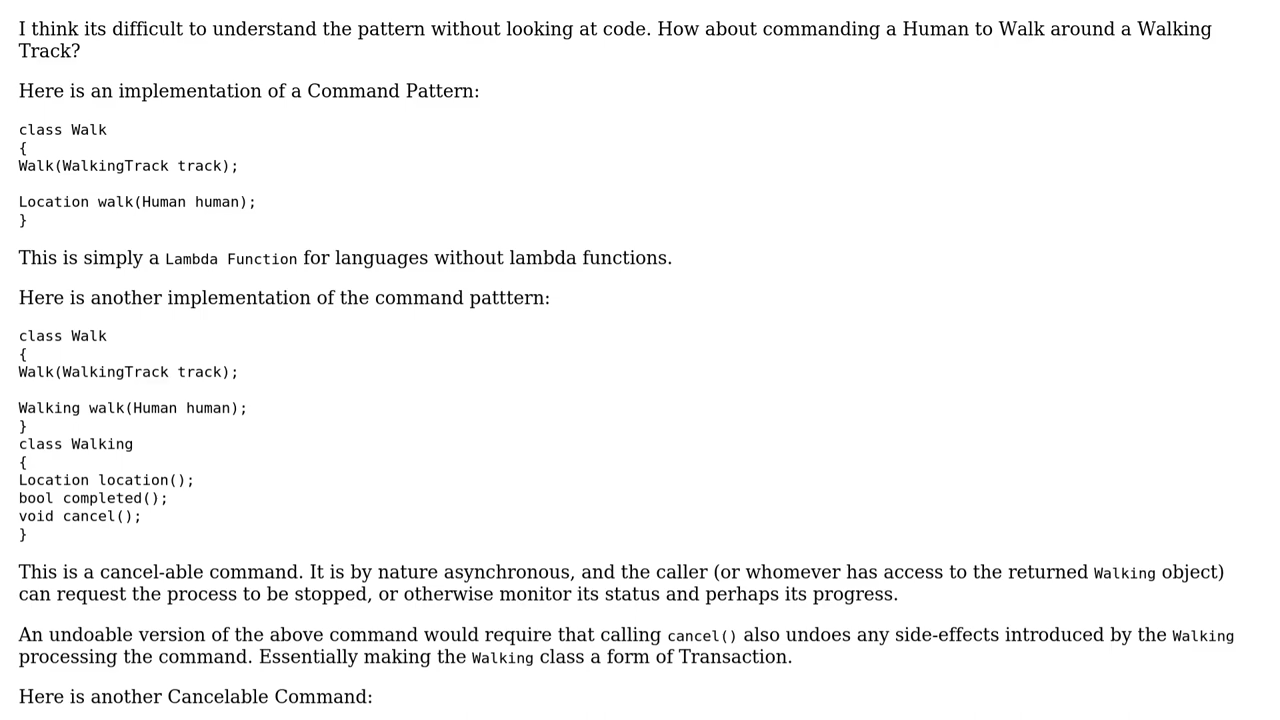 I think its difficult to understand the pattern without looking at code. How about commanding a Human to Walk around a Walking
Track?
Here is an implementation of a Command Pattern:
class Walk
{
Walk(WalkingTrack track);
Location walk(Human human);
}
This is simply a Lambda Function for languages without lambda functions.
Here is another implementation of the command patttern:
class Walk
{
Walk(WalkingTrack track);
Walking walk(Human human);
}
class Walking
{
Location location();
bool completed();
void cancel();
}
This is a cancel-able command. It is by nature asynchronous, and the caller (or whomever has access to the returned Walking object)
can request the process to be stopped, or otherwise monitor its status and perhaps its progress.
An undoable version of the above command would require that calling cancel() also undoes any side-effects introduced by the Walking
processing the command. Essentially making the Walking class a form of Transaction.
Here is another Cancelable Command: